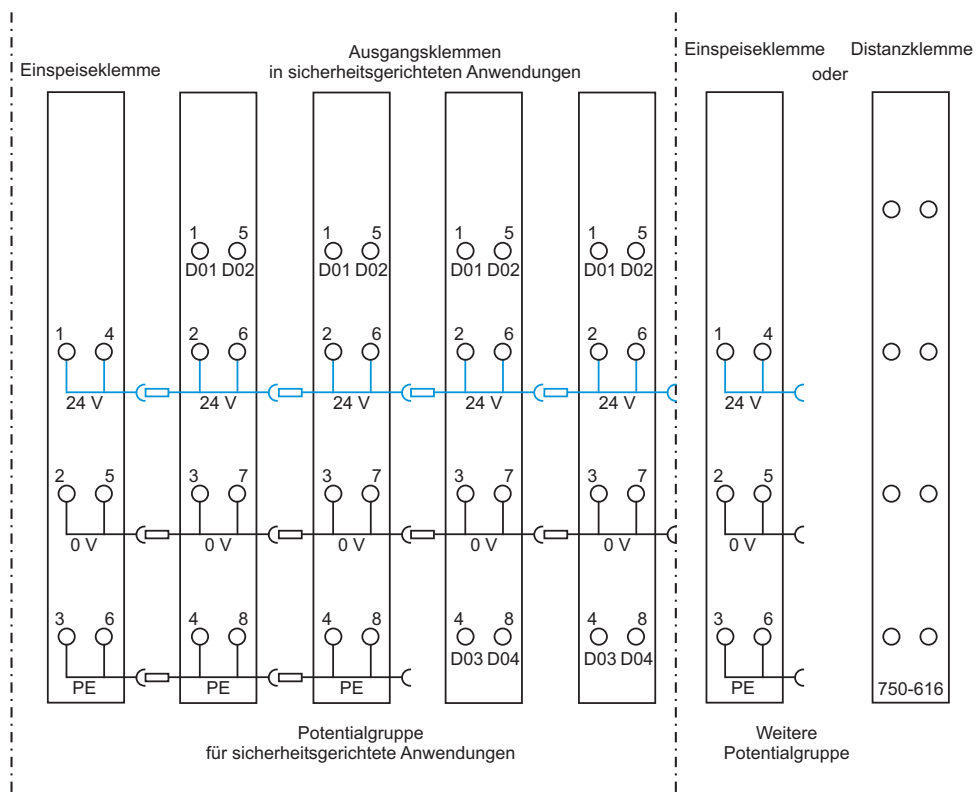 Ausgangsklemmen
in sicherheitsgerichteten Anwendungen
Einspeiseklemme
Einspeiseklemme Distanzklemme
oder
1 5 1 5 1 5 1 5
D01 D02 D01 D02 D01 D02 D01 D02
1 4 2 6 2 6 2 6 2 6 1 4
24 V 24 V 24 V 24 V 24 V 24 V
2 5 3 7 3 7 3 7 3 7 2 5
0 V 0 V 0 V 0 V 0 V 0 V
3 6 4 8 4 8 4 8 4 8 3 6
D03 D04 D03 D04
PE PE PE PE 750-616
Potentialgruppe
für sicherheitsgerichtete Anwendungen
Weitere
Potentialgruppe